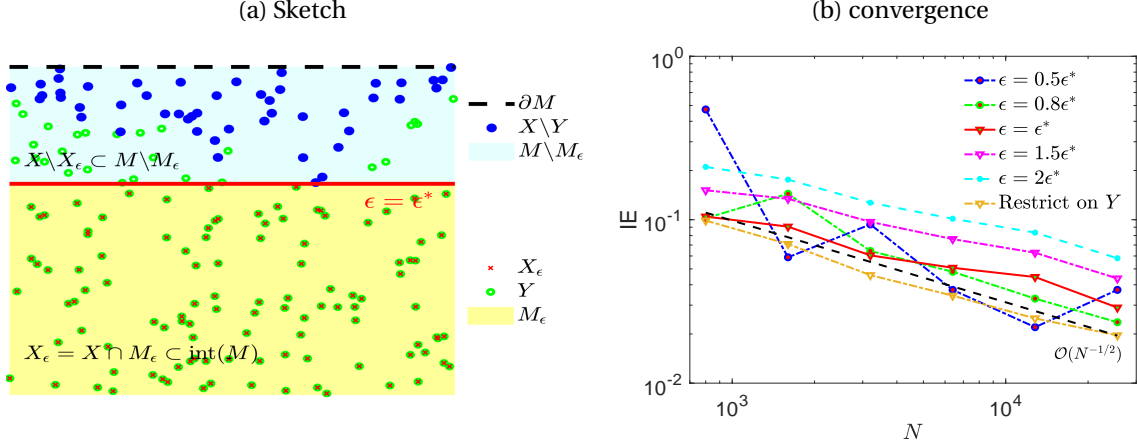 (a) Sketch
∂M
X\Y
M\M_ϵ
X\X_ϵ ⊂ M\M_ϵ
ϵ = ϵ*
X_ϵ
Y
M_ϵ
X_ϵ = X ∩ M_ϵ ⊂ int(M)
(b) convergence
10^0
10^-1
10^-2
IE
10^3
10^4
N
ϵ = 0.5ϵ*
ϵ = 0.8ϵ*
ϵ = ϵ*
ϵ = 1.5ϵ*
ϵ = 2ϵ*
Restrict on Y
O(N^-1/2)